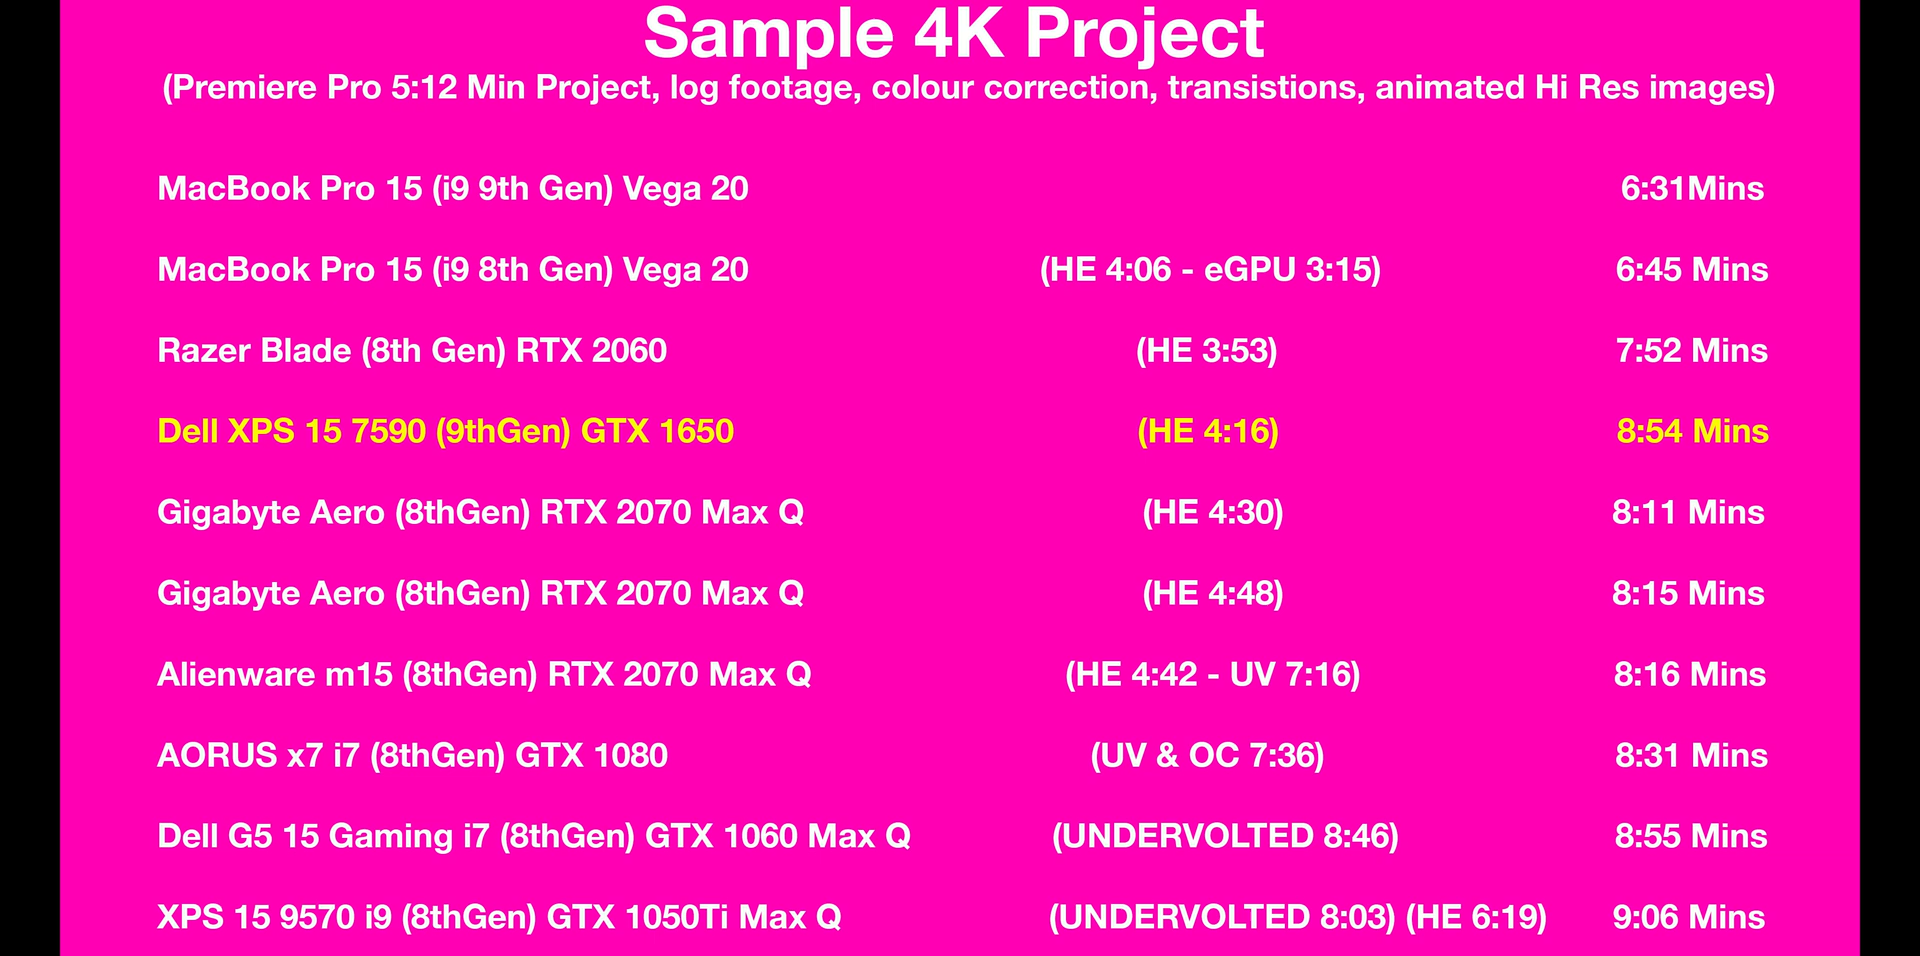 Sample 4K Project
(Premiere Pro 5:12 Min Project, log footage, colour correction, transistions, animated Hi Res images)
MacBook Pro 15 (i9 9th Gen) Vega 20 6:31Mins
MacBook Pro 15 (i9 8th Gen) Vega 20 (HE 4:06 - eGPU 3:15) 6:45 Mins
Razer Blade (8th Gen) RTX 2060 (HE 3:53) 7:52 Mins
Dell XPS 15 7590 (9thGen) GTX 1650 (HE 4:16) 8:54 Mins
Gigabyte Aero (8thGen) RTX 2070 Max Q (HE 4:30) 8:11 Mins
Gigabyte Aero (8thGen) RTX 2070 Max Q (HE 4:48) 8:15 Mins
Alienware m15 (8thGen) RTX 2070 Max Q (HE 4:42 - UV 7:16) 8:16 Mins
AORUS x7 i7 (8thGen) GTX 1080 (UV & OC 7:36) 8:31 Mins
Dell G5 15 Gaming i7 (8thGen) GTX 1060 Max Q (UNDERVOLTED 8:46) 8:55 Mins
XPS 15 9570 i9 (8thGen) GTX 1050Ti Max Q (UNDERVOLTED 8:03) (HE 6:19) 9:06 Mins